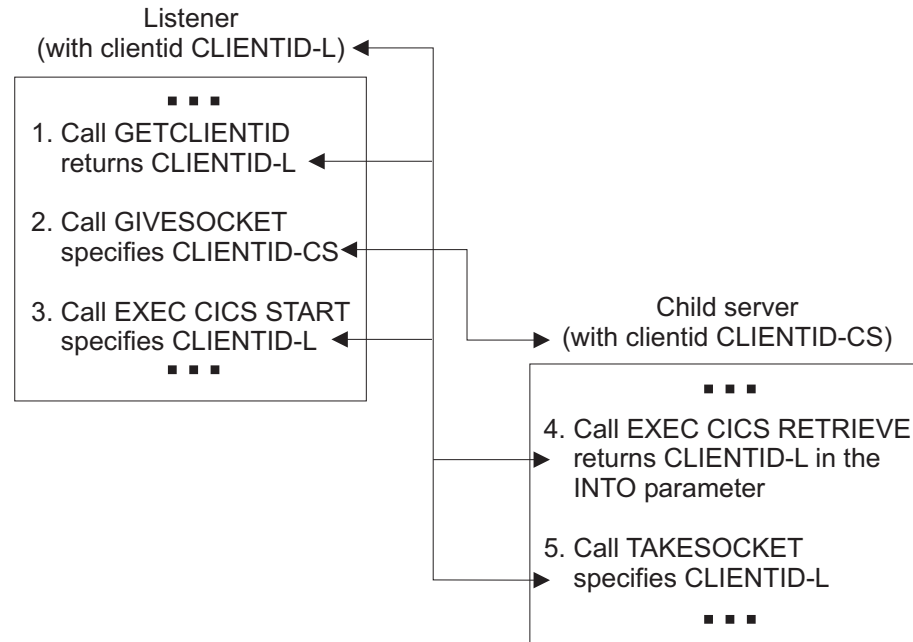 Listener
(with clientid CLIENTID-L)
1. Call GETCLIENTID
returns CLIENTID-L
2. Call GIVESOCKET
specifies CLIENTID-CS
3. Call EXEC CICS START
specifies CLIENTID-L
Child server
(with clientid CLIENTID-CS)
4. Call EXEC CICS RETRIEVE
returns CLIENTID-L in the
INTO parameter
5. Call TAKESOCKET
specifies CLIENTID-L